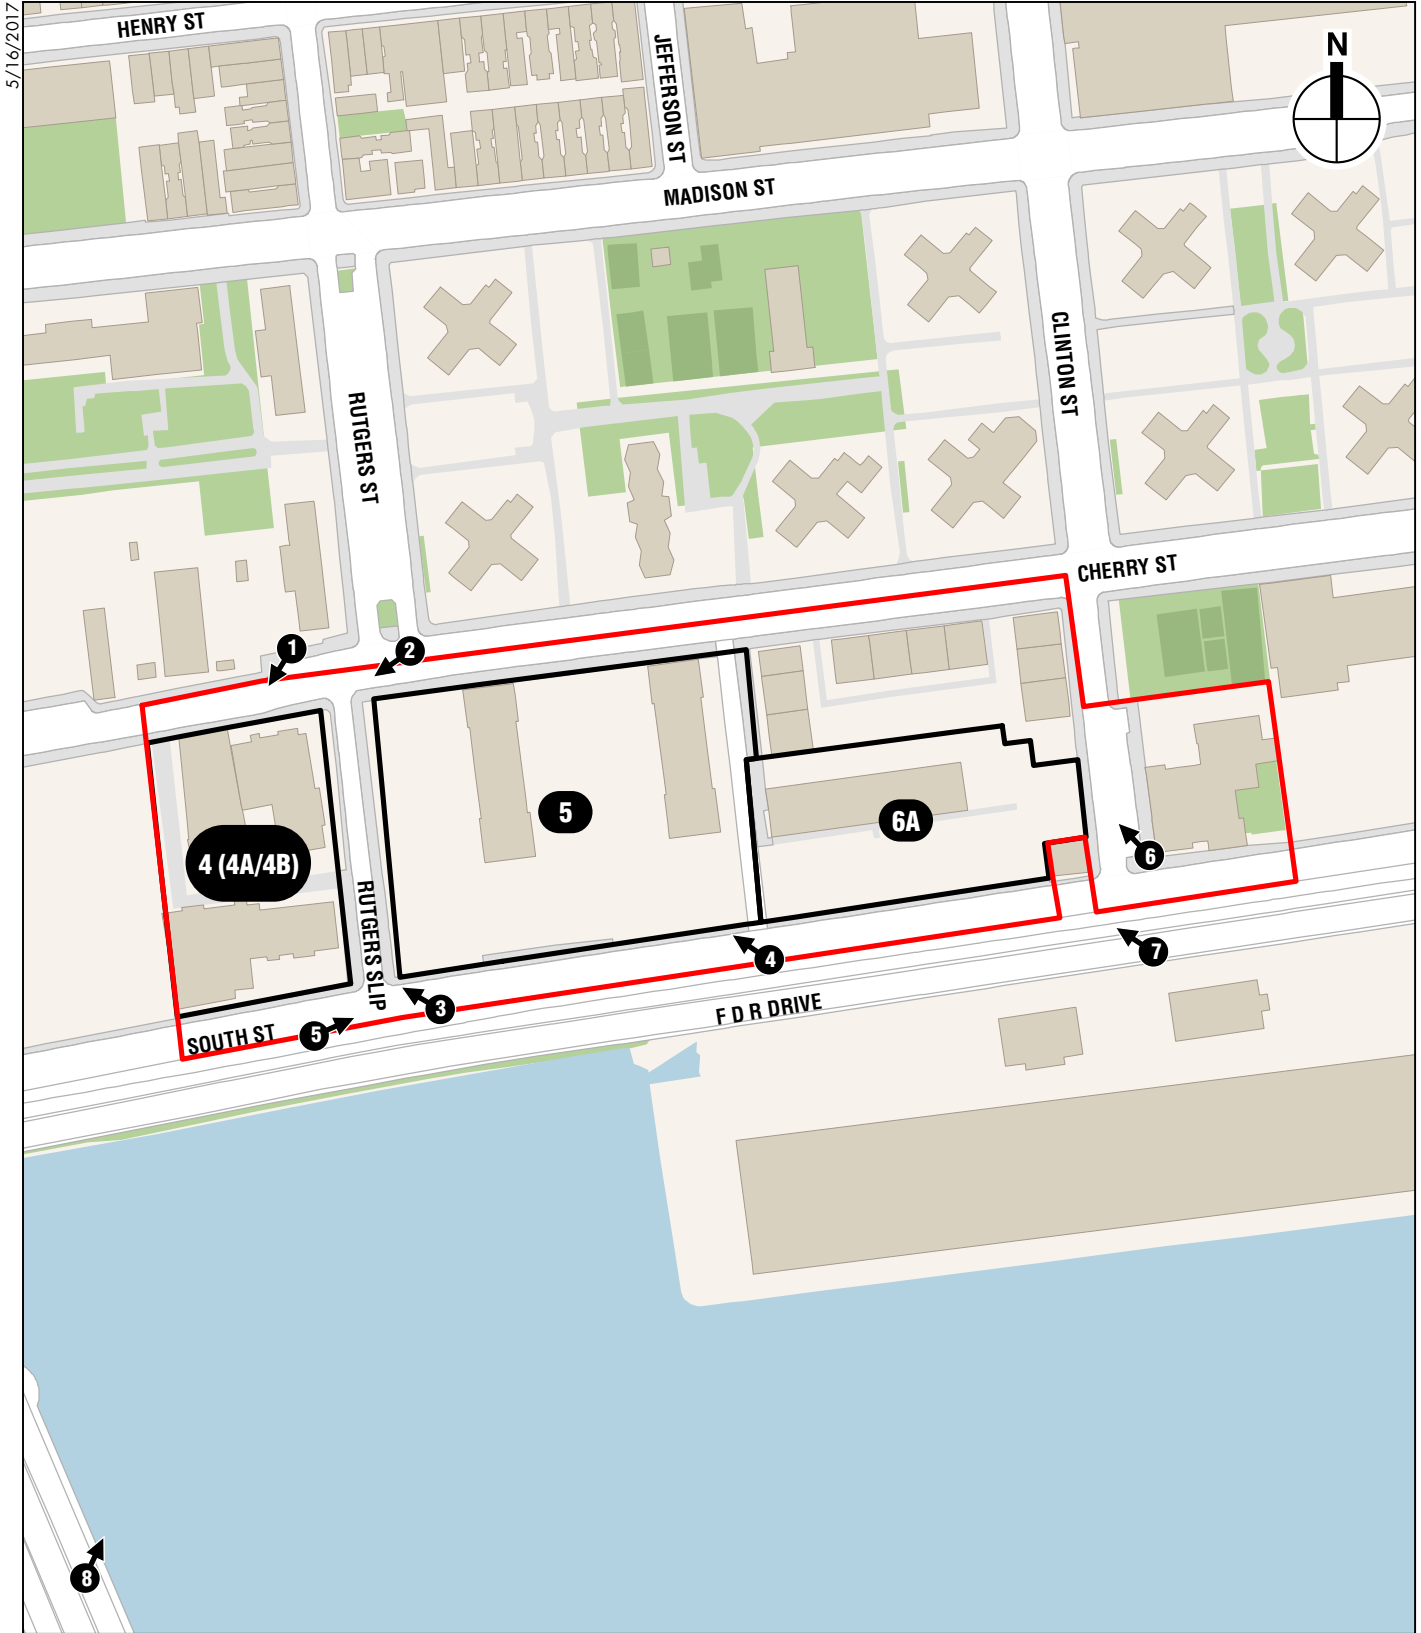 5/16/2017
HENRY ST
JEFFERSON ST
N
MADISON ST
CLINTON ST
RUTGERS ST
CHERRY ST
1
2
5
6A
4 (4A/4B)
6
RUTGERS SLIP
7
4
3
F D R DRIVE
5
SOUTH ST
8